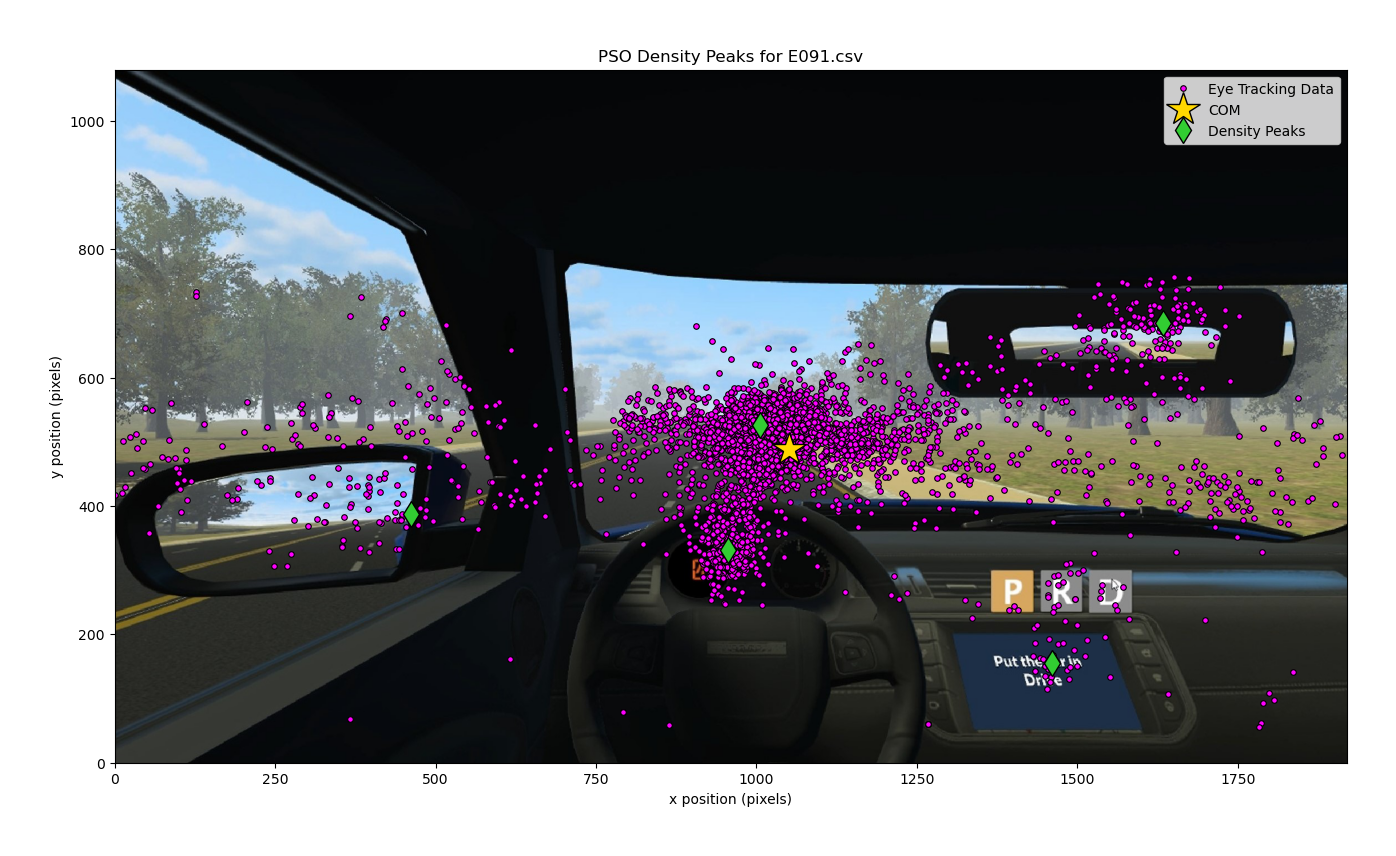 PSO Density Peaks for E091.csv
Eye Tracking Data
COM
Density Peaks
y position (pixels)
1000
800
600
400
200
0
P R D
Put the in
Drive
0 250 500 750 1000 1250 1500 1750
x position (pixels)